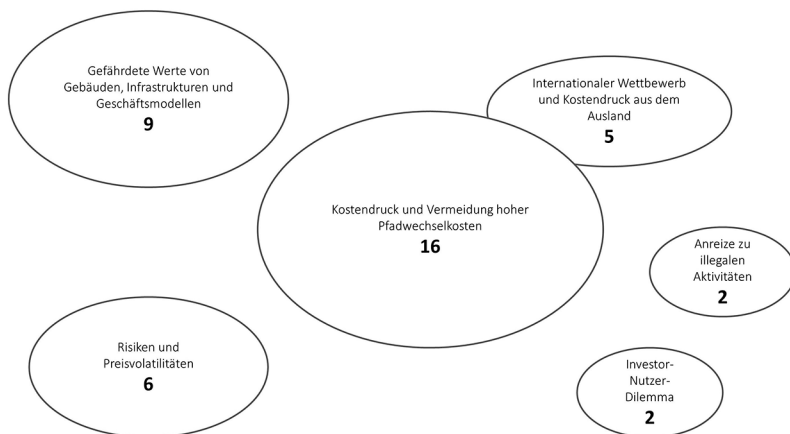 Gefährdete Werte von
Gebäuden, Infrastrukturen und
Geschäftsmodellen
9
Internationaler Wettbewerb
und Kostendruck aus dem
Ausland
5
Kostendruck und Vermeidung hoher
Pfadwechselkosten
16
Anreize zu
illegalen
Aktivitäten
2
Risiken und
Preisvolatilitäten
6
Investor-
Nutzer-
Dilemma
2